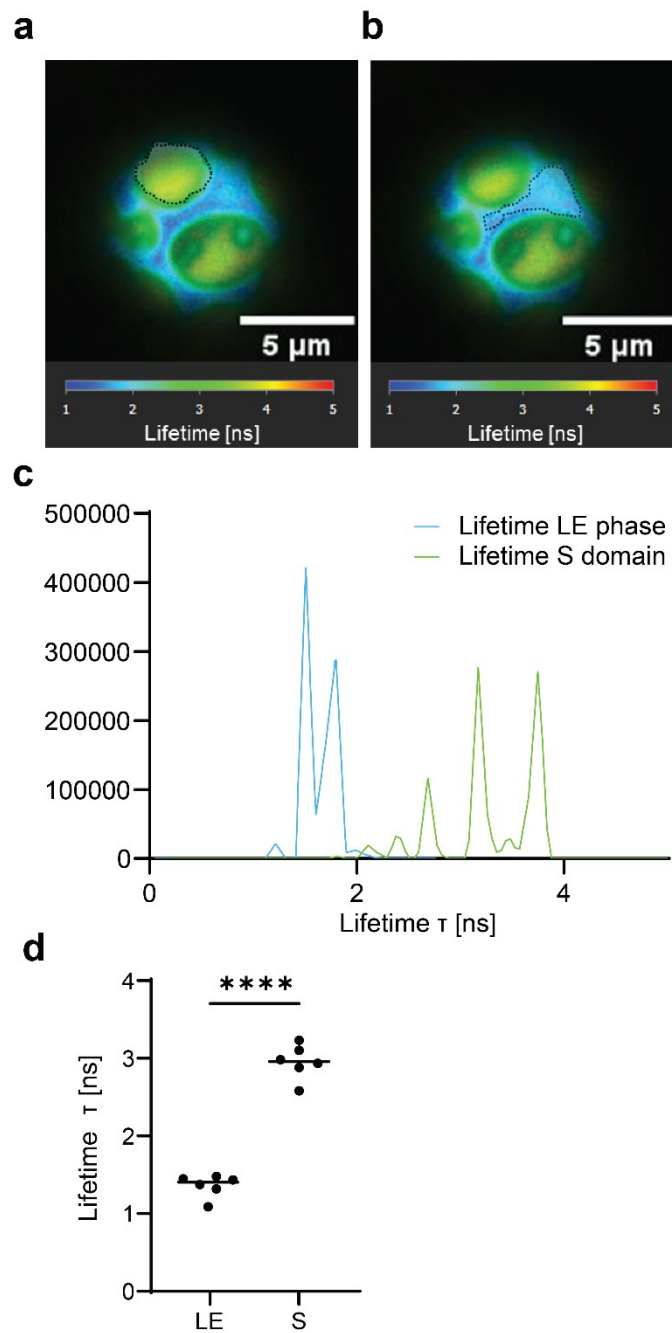 a
b
5 µm
5 µm
1 2 3 4 5
Lifetime [ns]
1 2 3 4 5
Lifetime [ns]
c
500000
400000
300000
200000
100000
0
Lifetime LE phase
Lifetime S domain
0 2 4
Lifetime τ [ns]
d
****
4
3
2
1
0
Lifetime τ [ns]
LE S